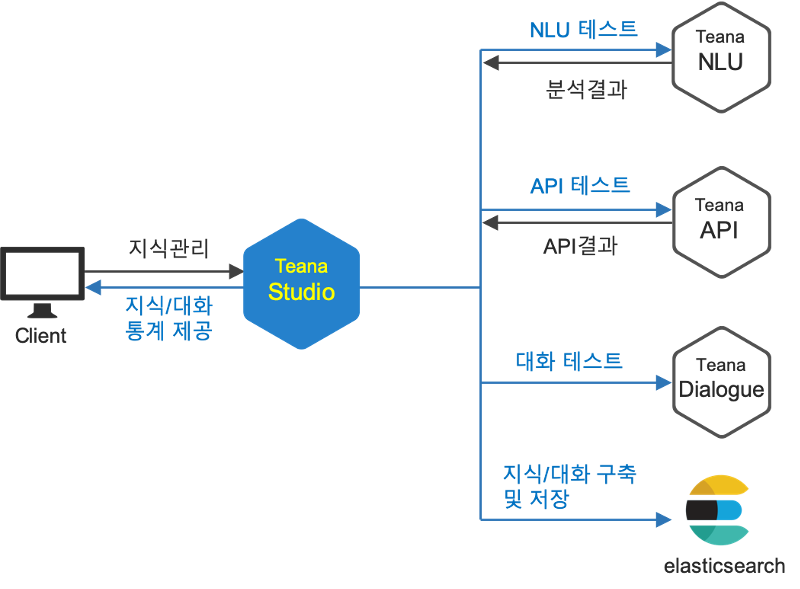 NLU 테스트
Teana
NLU
분석결과
API 테스트
Teana
API
API결과
지식관리
Teana
Studio
지식/대화
통계 제공
Client
대화 테스트
Teana
Dialogue
지식/대화 구축
및 저장
elasticsearch